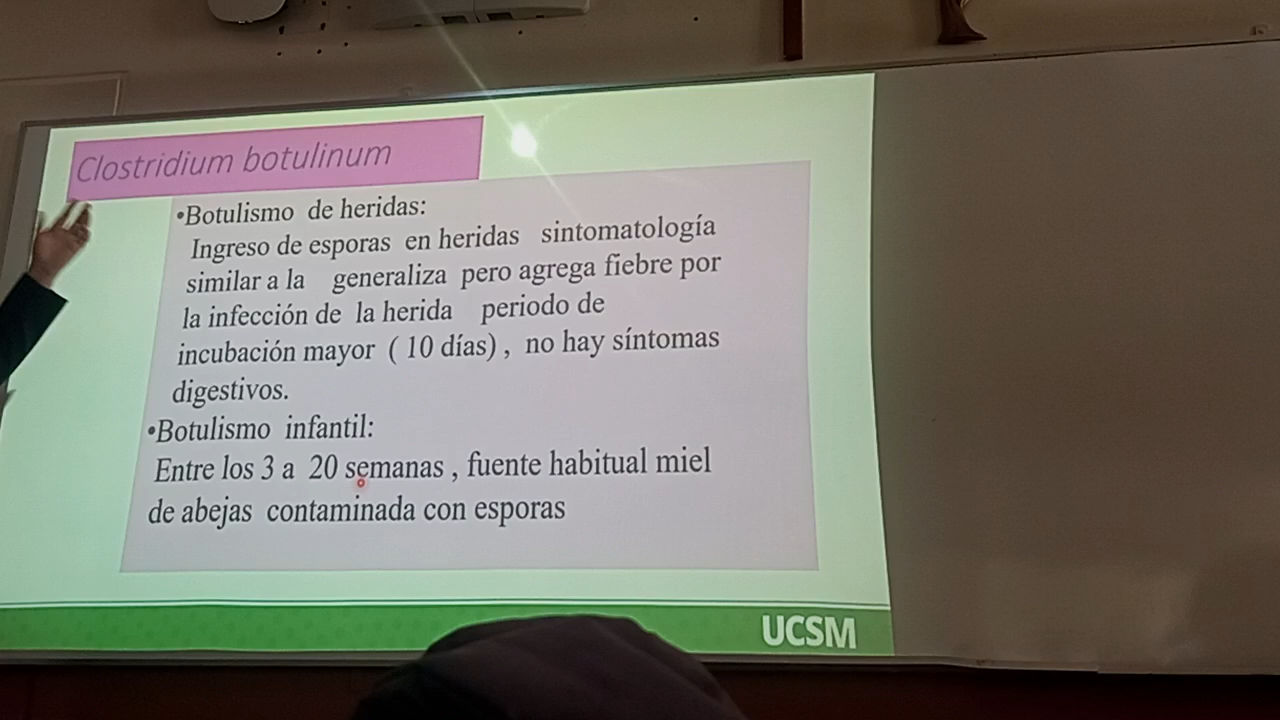 Clostridium botulinum
•Botulismo de heridas:
Ingreso de esporas en heridas sintomatología
similar a la generaliza pero agrega fiebre por
la infección de la herida periodo de
incubación mayor ( 10 días) , no hay síntomas
digestivos.
•Botulismo infantil:
Entre los 3 a 20 semanas , fuente habitual miel
de abejas contaminada con esporas
UCSM